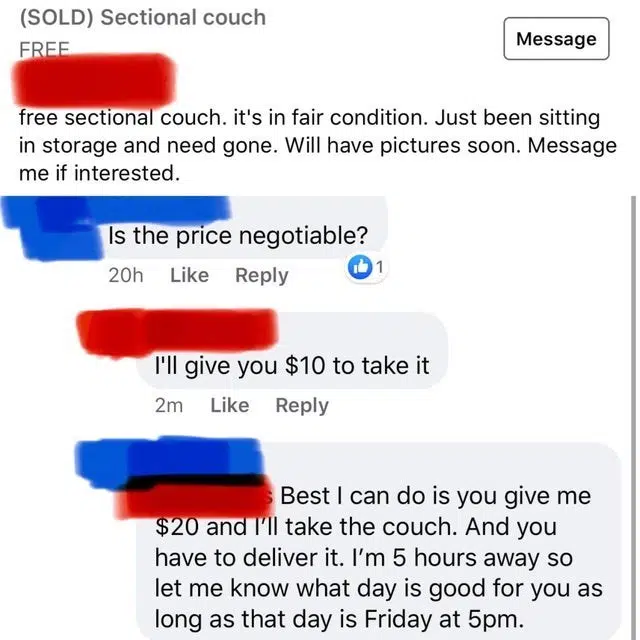 (SOLD) Sectional couch
FREE
Message
free sectional couch. it's in fair condition. Just been sitting
in storage and need gone. Will have pictures soon. Message
me if interested.
Is the price negotiable?
20h Like Reply
1
I'll give you $10 to take it
2m Like Reply
Best I can do is you give me
$20 and I'll take the couch. And you
have to deliver it. I'm 5 hours away so
let me know what day is good for you as
long as that day is Friday at 5pm.